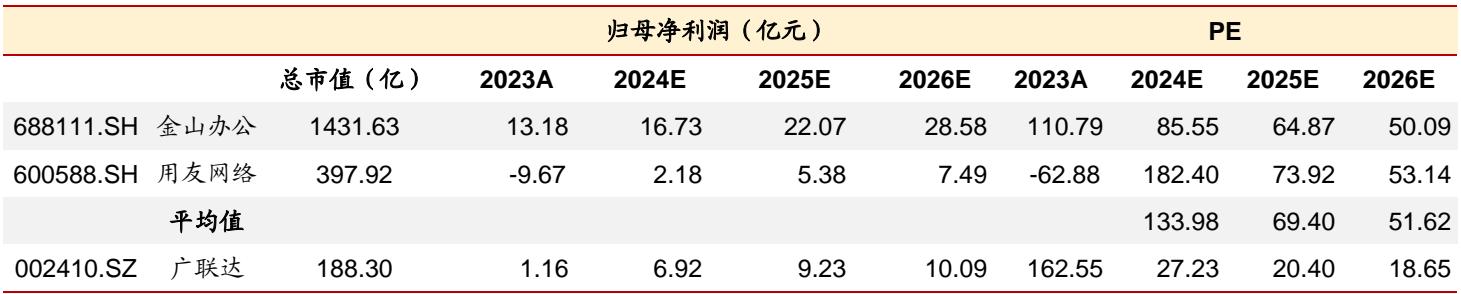 归母净利润（亿元） PE
总市值（亿） 2023A 2024E 2025E 2026E 2023A 2024E 2025E 2026E
688111.SH 金山办公 1431.63 13.18 16.73 22.07 28.58 110.79 85.55 64.87 50.09
600588.SH 用友网络 397.92 -9.67 2.18 5.38 7.49 -62.88 182.40 73.92 53.14
平均值 133.98 69.40 51.62
002410.SZ 广联达 188.30 1.16 6.92 9.23 10.09 162.55 27.23 20.40 18.65